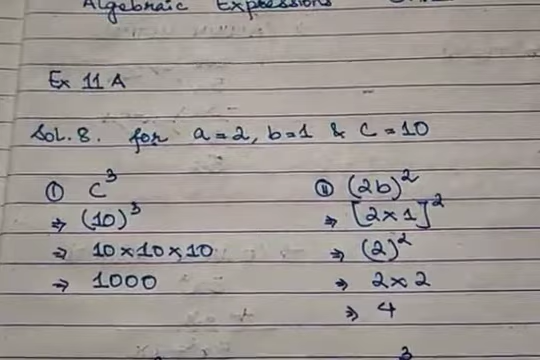 Algebraic Expressions
Ex 11 A
Sol. 8. for a = 2, b = 1 & c = 10
① c³
⇒ (10)³
⇒ 10 × 10 × 10
⇒ 1000
② (2b)²
⇒ [2 × 1]²
⇒ (2)²
⇒ 2 × 2
⇒ 4
3